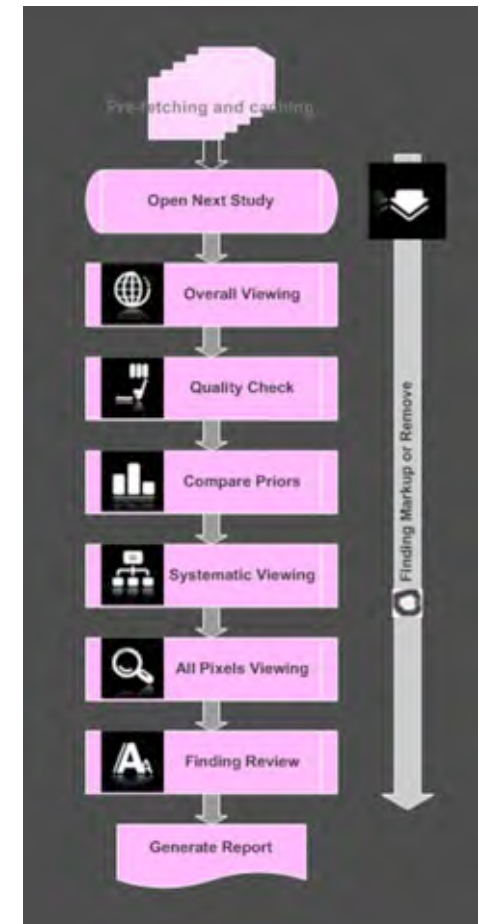 Pre-fetching and caching
Open Next Study
Overall Viewing
Quality Check
Compare Priors
Systematic Viewing
All Pixels Viewing
Finding Review
Generate Report
Finding Markup or Remove